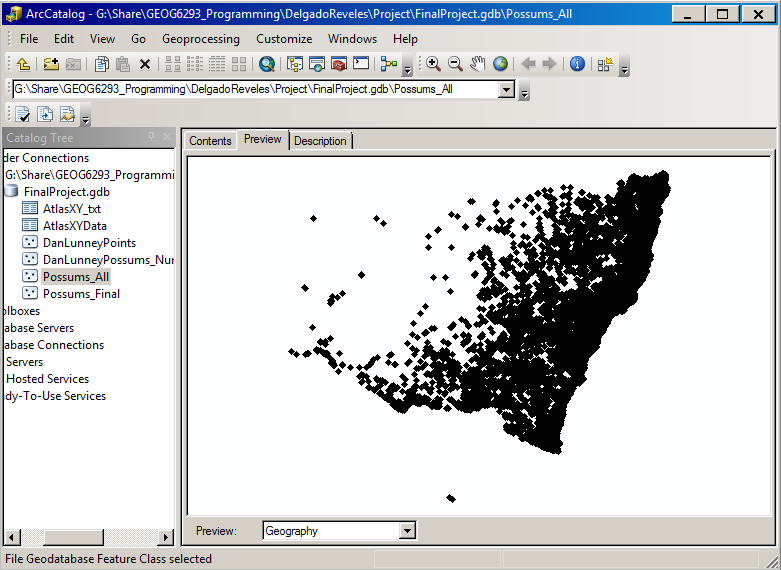 ArcCatalog - G:\Share\GEOG6293_Programming\DelgadoReveles\Project\FinalProject.gdb\Possums_All
File Edit View Go Geoprocessing Customize Windows Help
G:\Share\GEOG6293_Programming\DelgadoReveles\Project\FinalProject.gdb\Possums_All
Catalog Tree
der Connections
G:\Share\GEOG6293_Programmi
FinalProject.gdb
AtlasXY_txt
AtlasXYData
DanLunneyPoints
DanLunneyPossums_Nur
Possums_All
Possums_Final
olboxes
abase Servers
abase Connections
Servers
Hosted Services
dy-To-Use Services
Contents Preview Description
Preview: Geography
File Geodatabase Feature Class selected